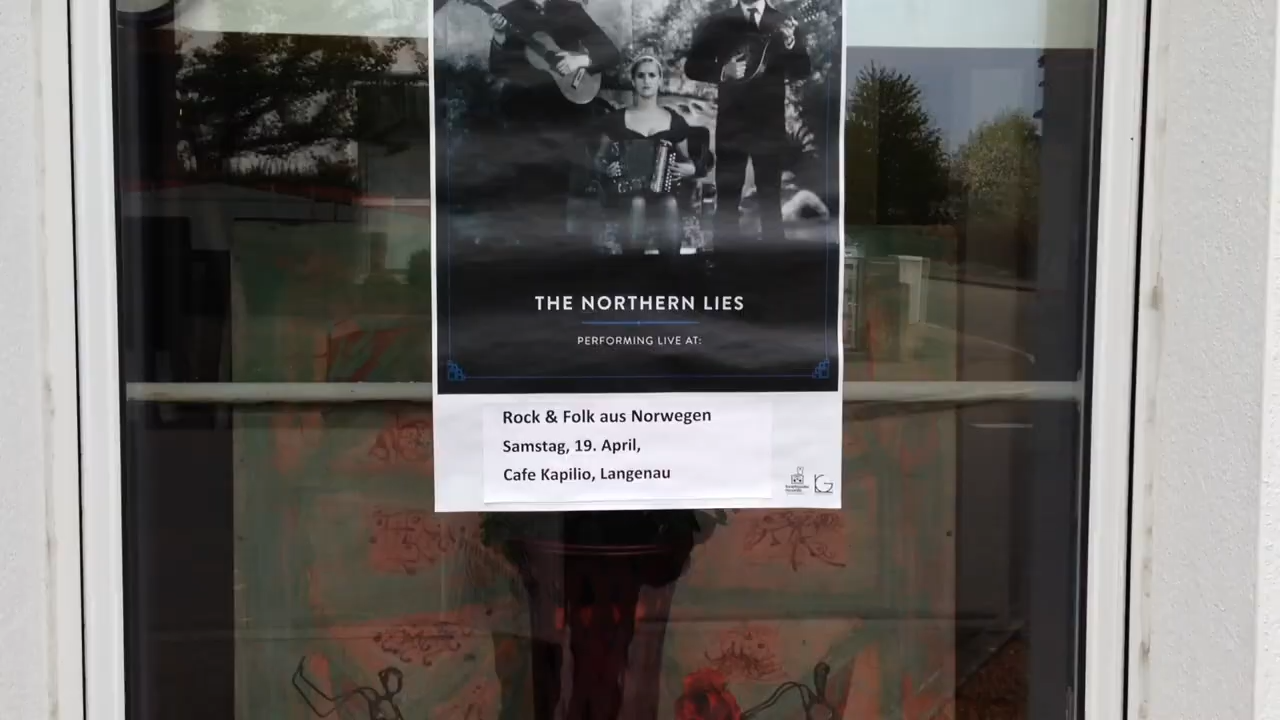 THE NORTHERN LIES
PERFORMING LIVE AT:
Rock & Folk aus Norwegen
Samstag, 19. April,
Cafe Kapilio, Langenau